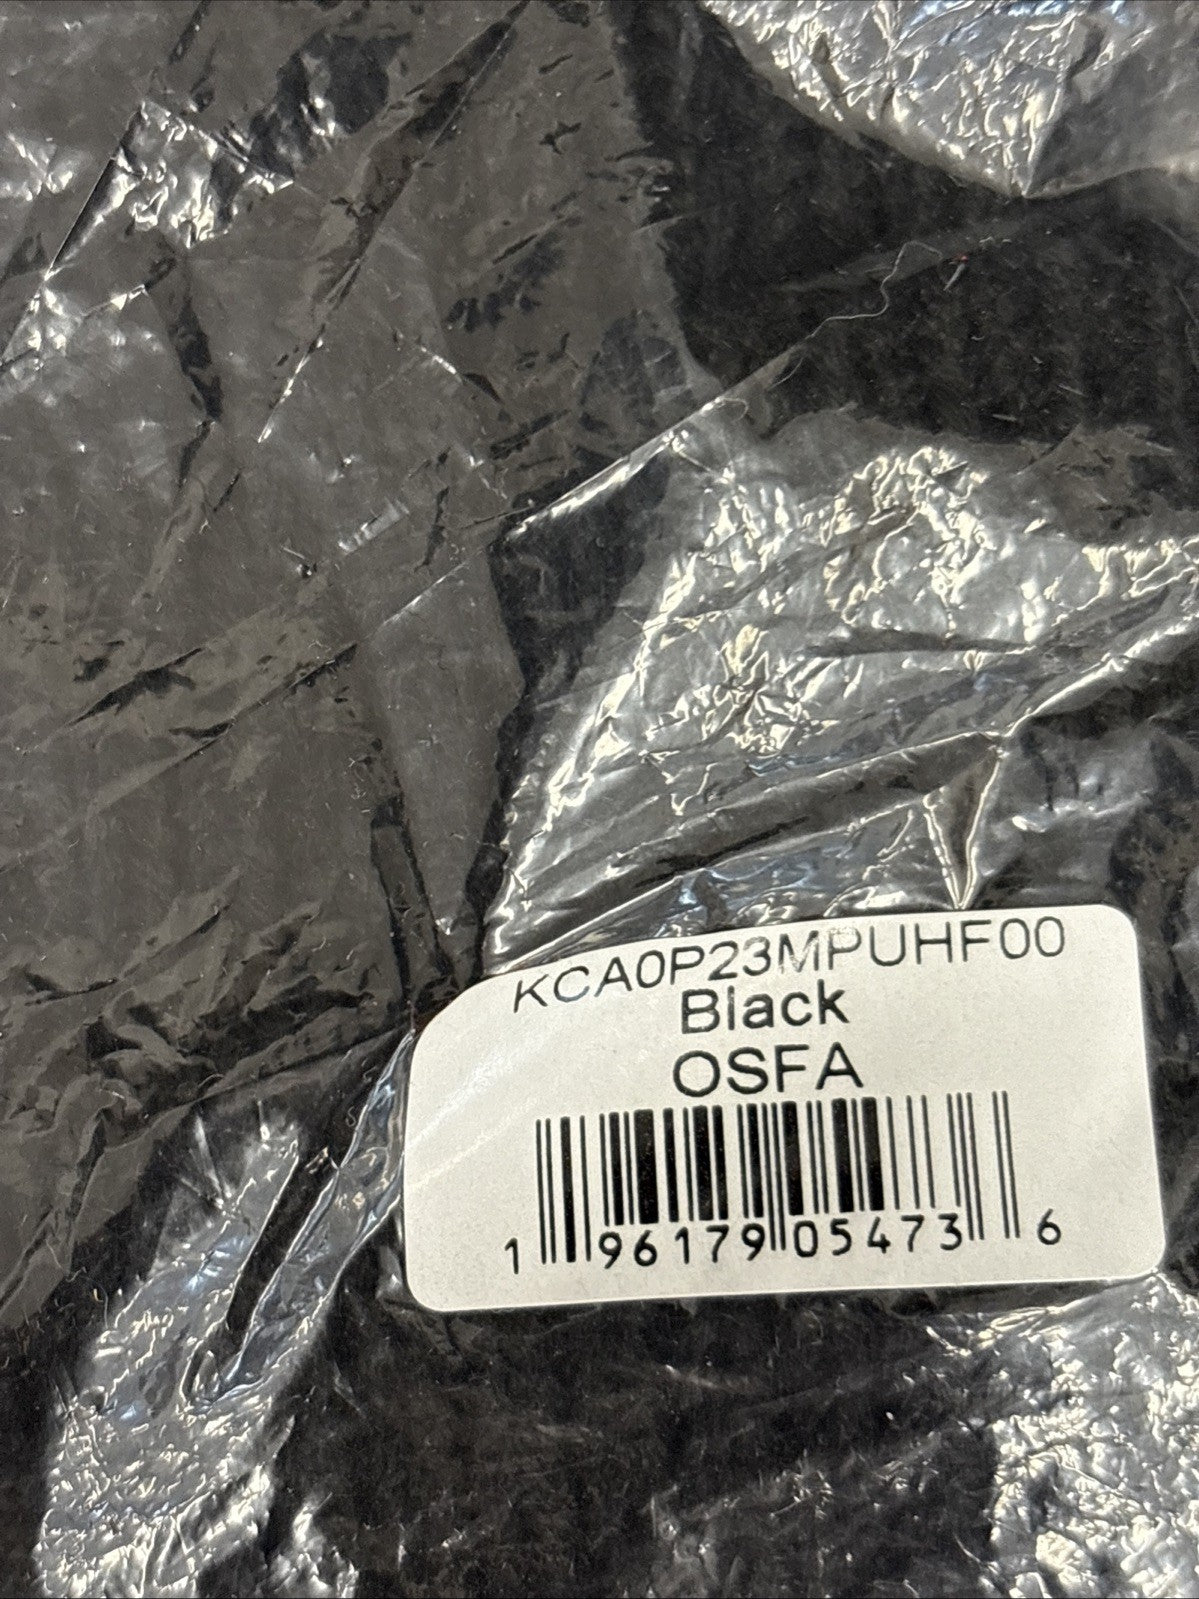 KCA0P23MPUHF00
Black
OSFA
1 96179 05473 6